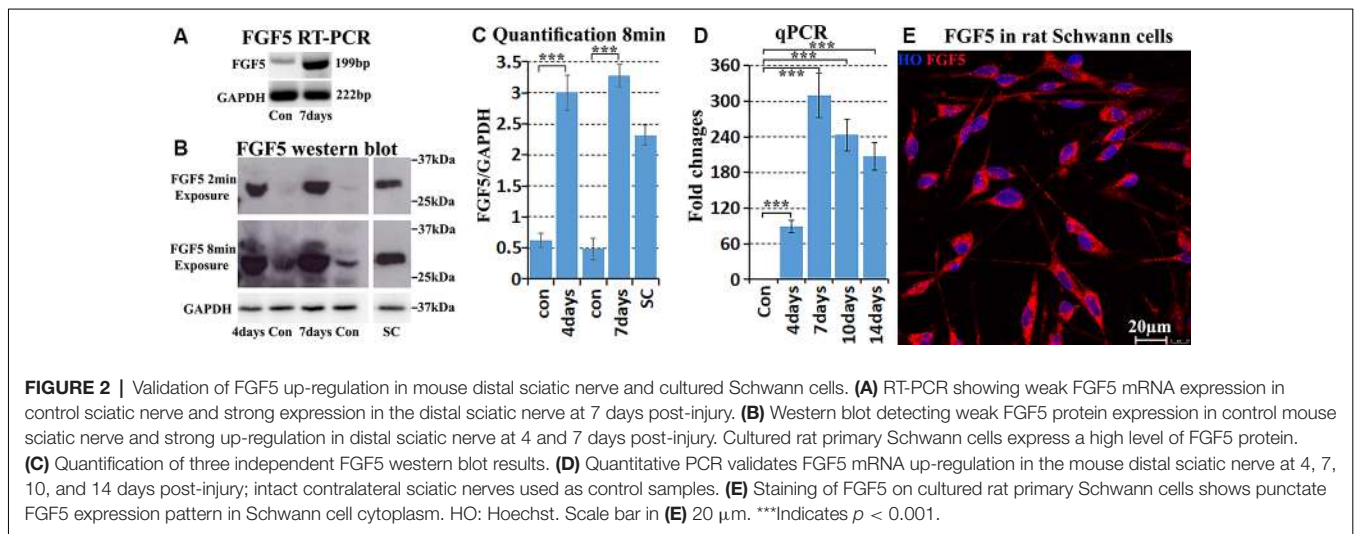 A
FGF5 RT-PCR
FGF5
199bp
GAPDH
222bp
Con 7days
B
FGF5 western blot
-37kDa
FGF5 2min
Exposure
-25kDa
-37kDa
FGF5 8min
Exposure
-25kDa
GAPDH
-37kDa
4days Con 7days Con SC
C Quantification 8min
FGF5/GAPDH
3.5
3
2.5
2
1.5
1
0.5
0
***
***
con
4days
con
7days
SC
D
qPCR
Fold chnages
360
300
240
180
120
60
0
***
***
***
***
Con
4days
7days
10days
14days
E FGF5 in rat Schwann cells
HO FGF5
20µm
FIGURE 2 | Validation of FGF5 up-regulation in mouse distal sciatic nerve and cultured Schwann cells. (A) RT-PCR showing weak FGF5 mRNA expression in
control sciatic nerve and strong expression in the distal sciatic nerve at 7 days post-injury. (B) Western blot detecting weak FGF5 protein expression in control mouse
sciatic nerve and strong up-regulation in distal sciatic nerve at 4 and 7 days post-injury. Cultured rat primary Schwann cells express a high level of FGF5 protein.
(C) Quantification of three independent FGF5 western blot results. (D) Quantitative PCR validates FGF5 mRNA up-regulation in the mouse distal sciatic nerve at 4, 7,
10, and 14 days post-injury; intact contralateral sciatic nerves used as control samples. (E) Staining of FGF5 on cultured rat primary Schwann cells shows punctate
FGF5 expression pattern in Schwann cell cytoplasm. HO: Hoechst. Scale bar in (E) 20 µm. ***Indicates p < 0.001.